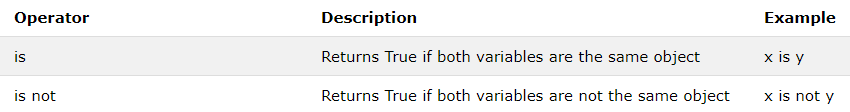 Operator Description Example
is Returns True if both variables are the same object x is y
is not Returns True if both variables are not the same object x is not y